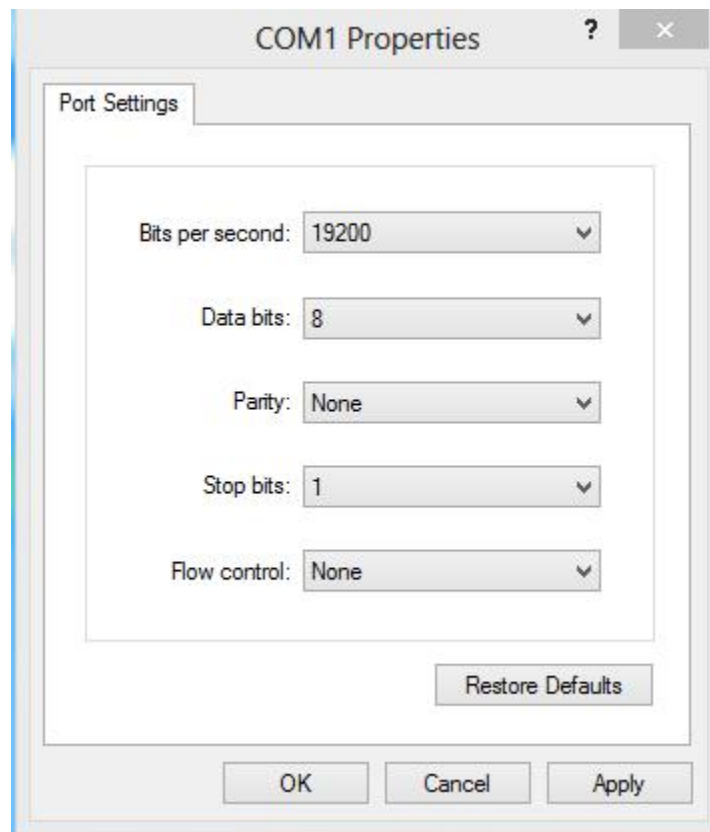 COM1 Properties ?
Port Settings
Bits per second: 19200
Data bits: 8
Parity: None
Stop bits: 1
Flow control: None
Restore Defaults
OK Cancel Apply